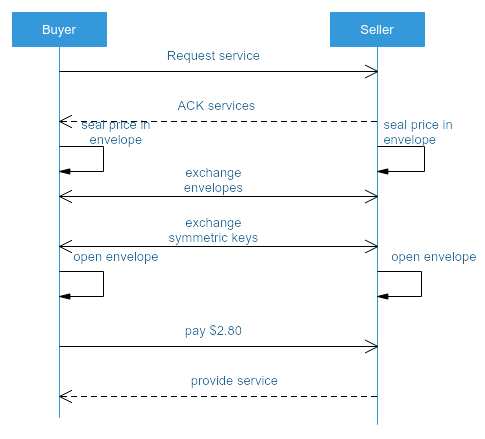 Buyer
Seller
Request service
ACK services
seal price in
envelope
seal price in
envelope
exchange
envelopes
exchange
symmetric keys
open envelope
open envelope
pay $2.80
provide service